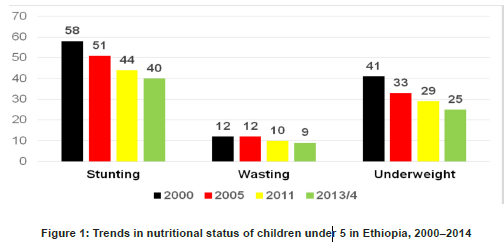 70
60
50
40
30
20
10
0
58 51 44 40
12 12 10 9
41 33 29 25
Stunting Wasting Underweight
2000 2005 2011 2013/4
Figure 1: Trends in nutritional status of children under 5 in Ethiopia, 2000–2014